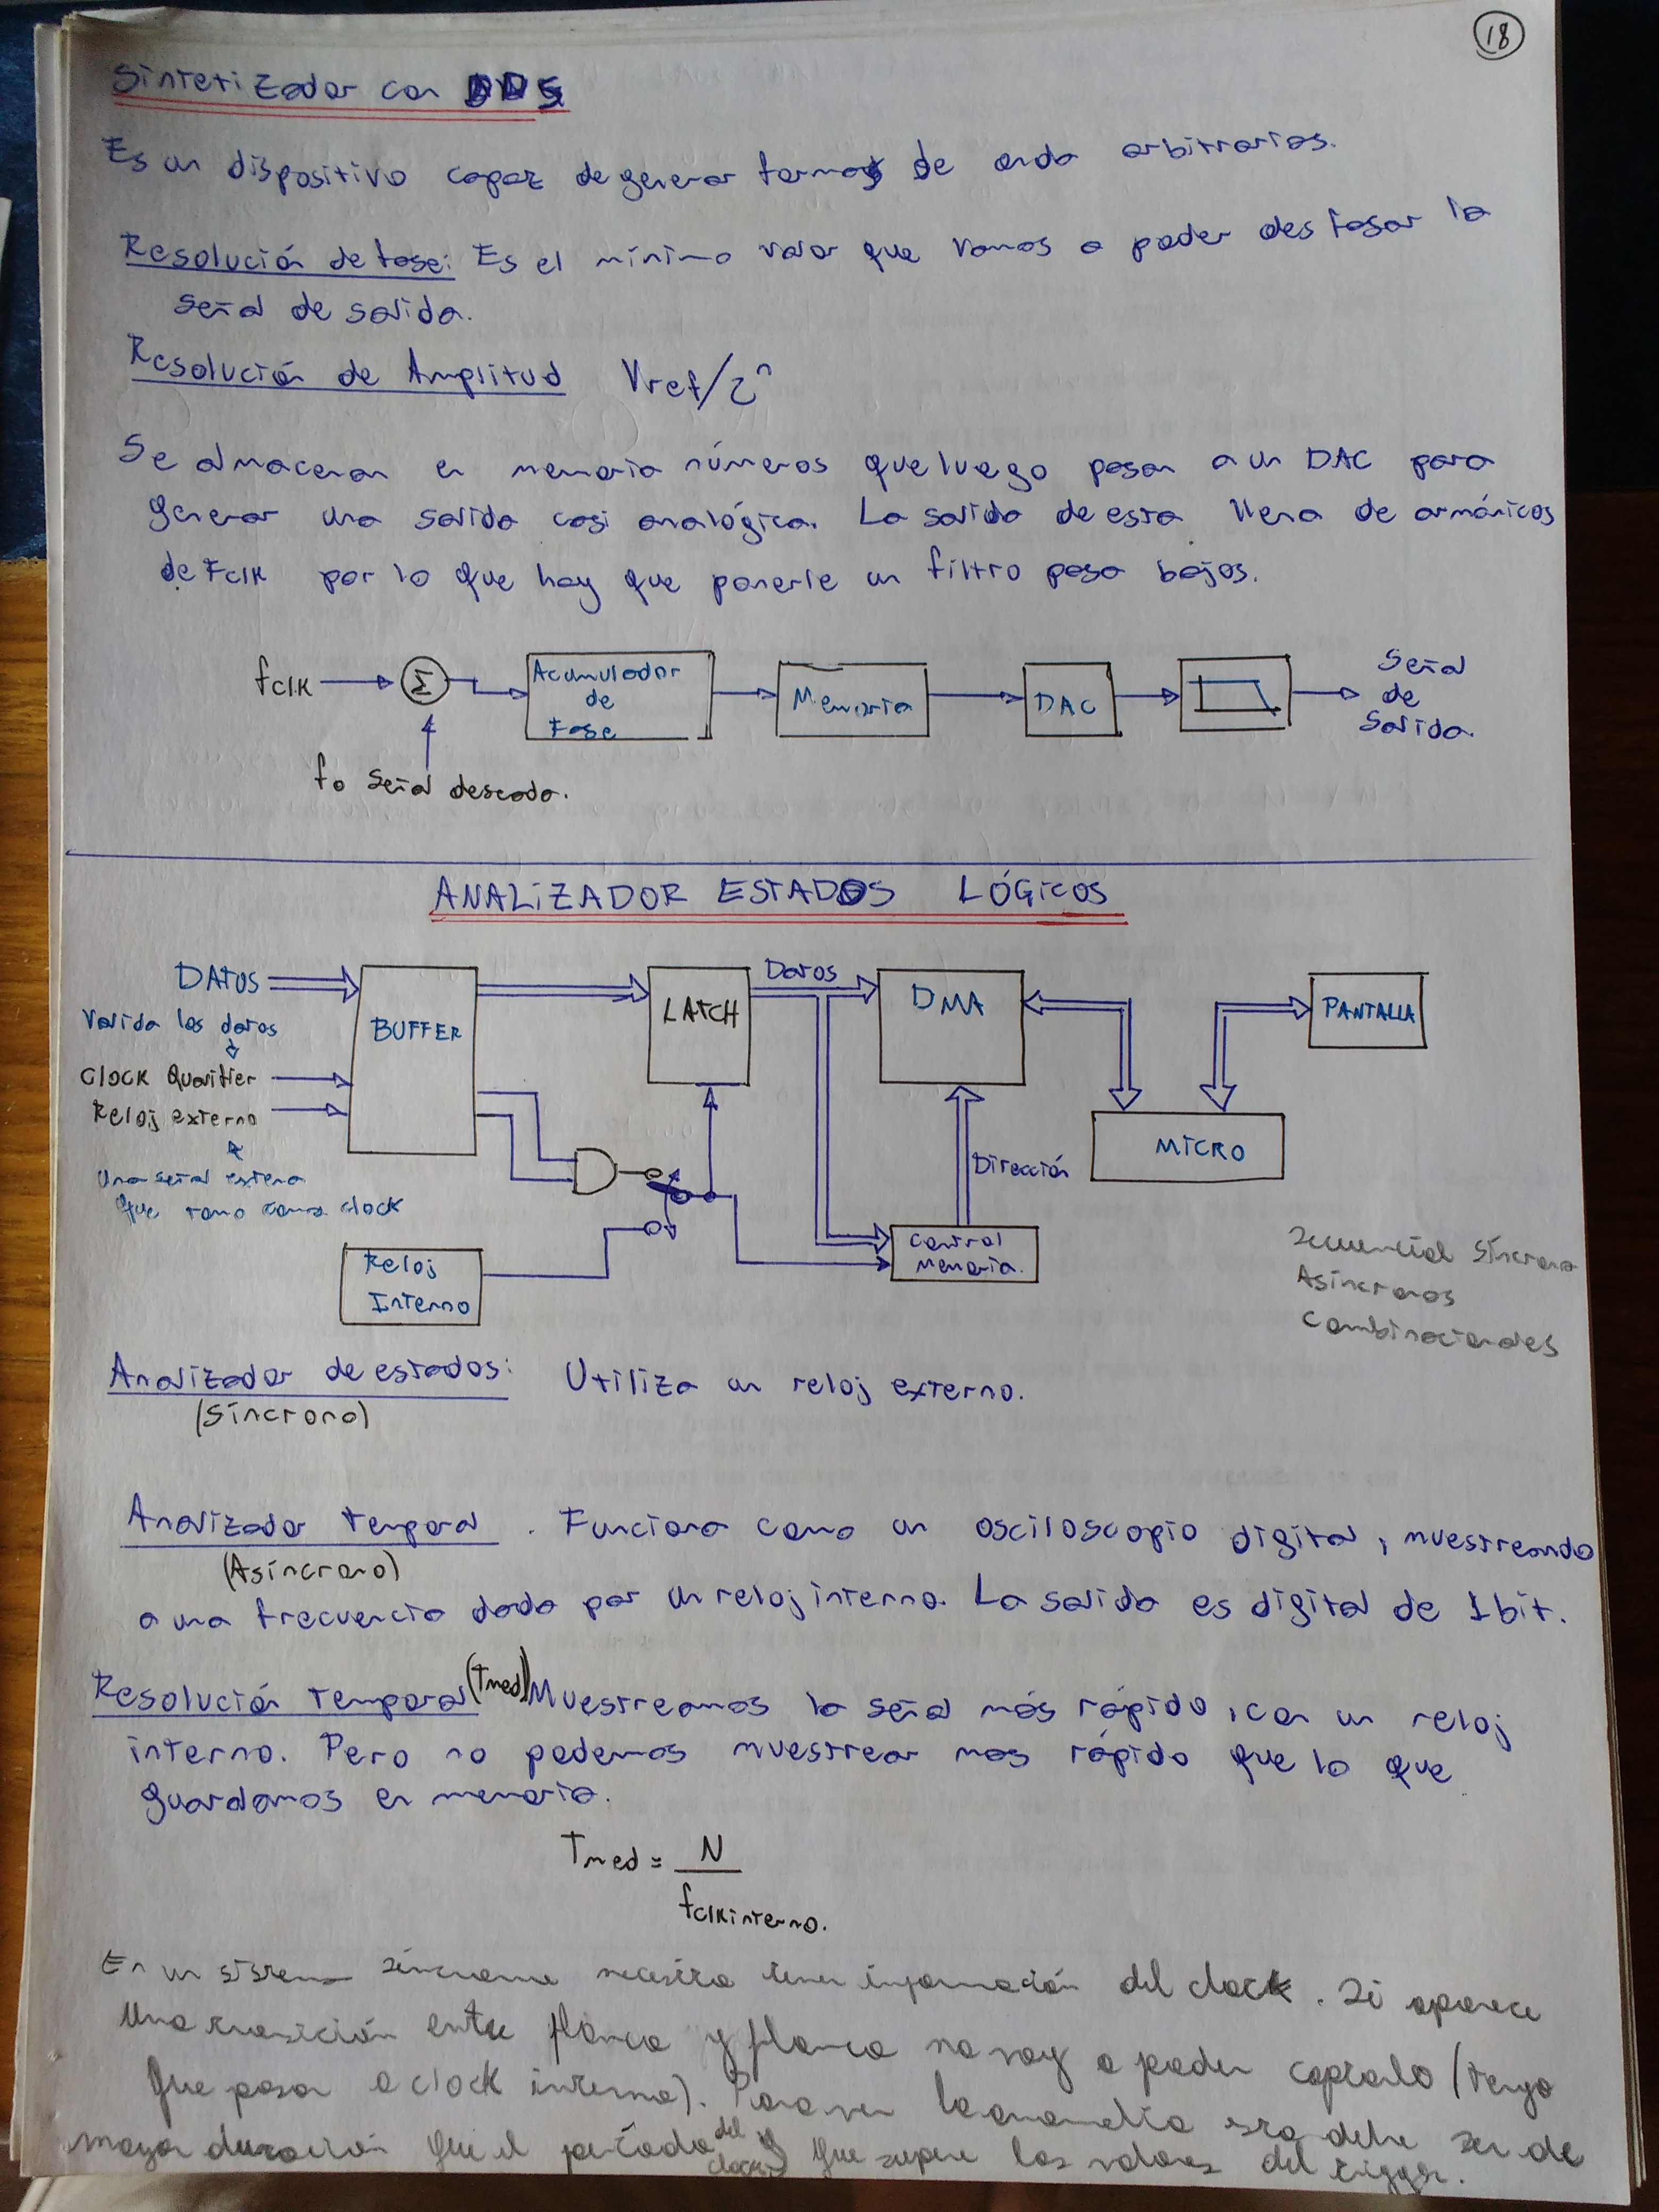 18
Sintetizador con DDS
Es un dispositivo capaz de generar formas de onda arbitrarias.
Resolución de fase: Es el mínimo valor que vamos a poder desfasar la
señal de salida.
Resolución de Amplitud Vref/2ⁿ
Se almacenan en memoria números que luego pasan a un DAC para
generar una salida casi analógica. La salida de esta llena de armónicos
de Fclk por lo que hay que ponerle un filtro pasa bajos.
fclk
Σ
Acumulador
de
Fase
Memoria
DAC
Señal
de
Salida.
fo señal deseada.
ANALIZADOR ESTADOS LÓGICOS
DATOS
Valida los datos
CLOCK Qualifier
Reloj externo
Una señal externa
que tomo como clock
BUFFER
LATCH
Datos
DMA
PANTALLA
MICRO
Dirección
Control
Memoria.
Reloj
Interno
Secuencial Síncrono
Asíncronos
Combinacionales
Analizador de estados: Utiliza un reloj externo.
(Síncrono)
Analizador Temporal. Funciona como un osciloscopio digital, muestreando
(Asíncrono)
a una frecuencia dada por un reloj interno. La salida es digital de 1 bit.
Resolución Temporal (Tmed) Muestreamos la señal más rápido, con un reloj
interno. Pero no podemos muestrear mas rápido que lo que
guardamos en memoria.
Tmed = N
fclk interno.
En un sistema síncrono necesito tener información del clock. Si aparece
una transición entre flanco y flanco no voy a poder captarlo (tengo
que pasar a clock interno). Para ver la anomalía esta debe ser de
mayor duración que el período del clock y que supere los valores del trigger.